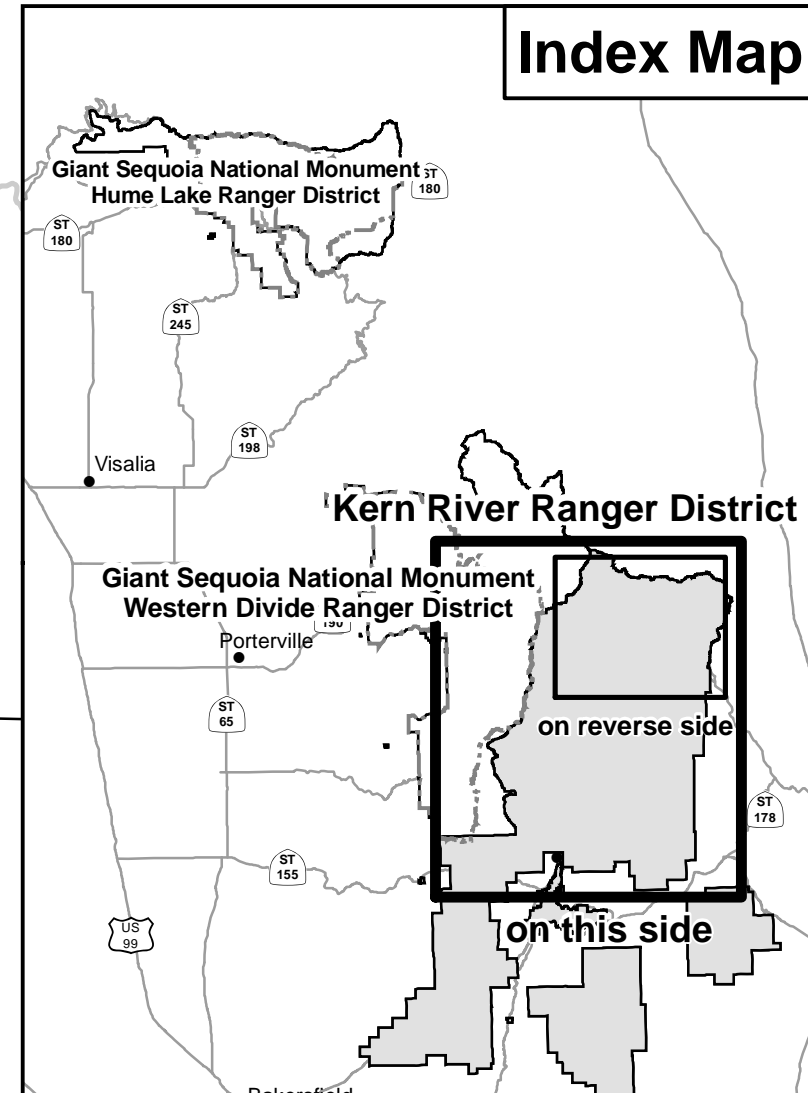 Index Map
Giant Sequoia National Monument
Hume Lake Ranger District
ST
180
ST
180
ST
245
ST
198
Visalia
Kern River Ranger District
Giant Sequoia National Monument
Western Divide Ranger District
190
Porterville
ST
65
on reverse side
ST
178
ST
155
US
99
on this side
Bakersfield